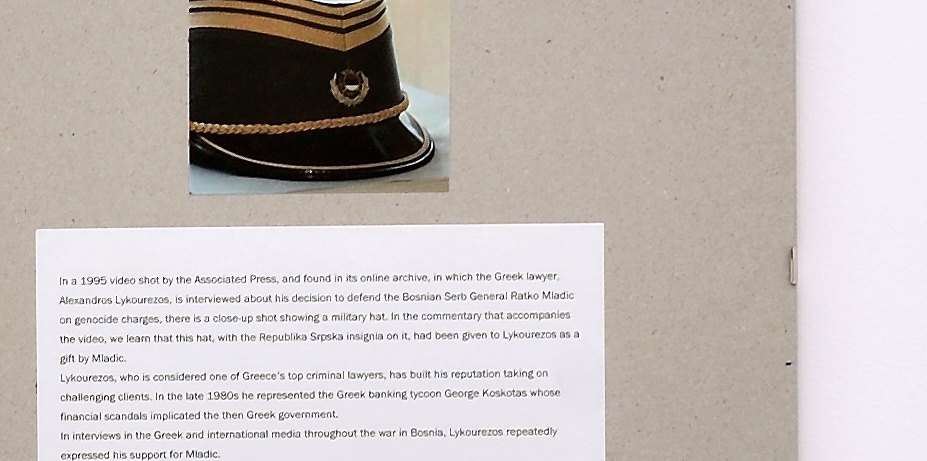 In a 1995 video shot by the Associated Press, and found in its online archive, in which the Greek lawyer,
Alexandros Lykourezos, is interviewed about his decision to defend the Bosnian Serb General Ratko Mladic
on genocide charges, there is a close-up shot showing a military hat. In the commentary that accompanies
the video, we learn that this hat, with the Republika Srpska insignia on it, had been given to Lykourezos as a
gift by Mladic.
Lykourezos, who is considered one of Greece's top criminal lawyers, has built his reputation taking on
challenging clients. In the late 1980s he represented the Greek banking tycoon George Koskotas whose
financial scandals implicated the then Greek government.
In interviews in the Greek and international media throughout the war in Bosnia, Lykourezos repeatedly
expressed his support for Mladic.